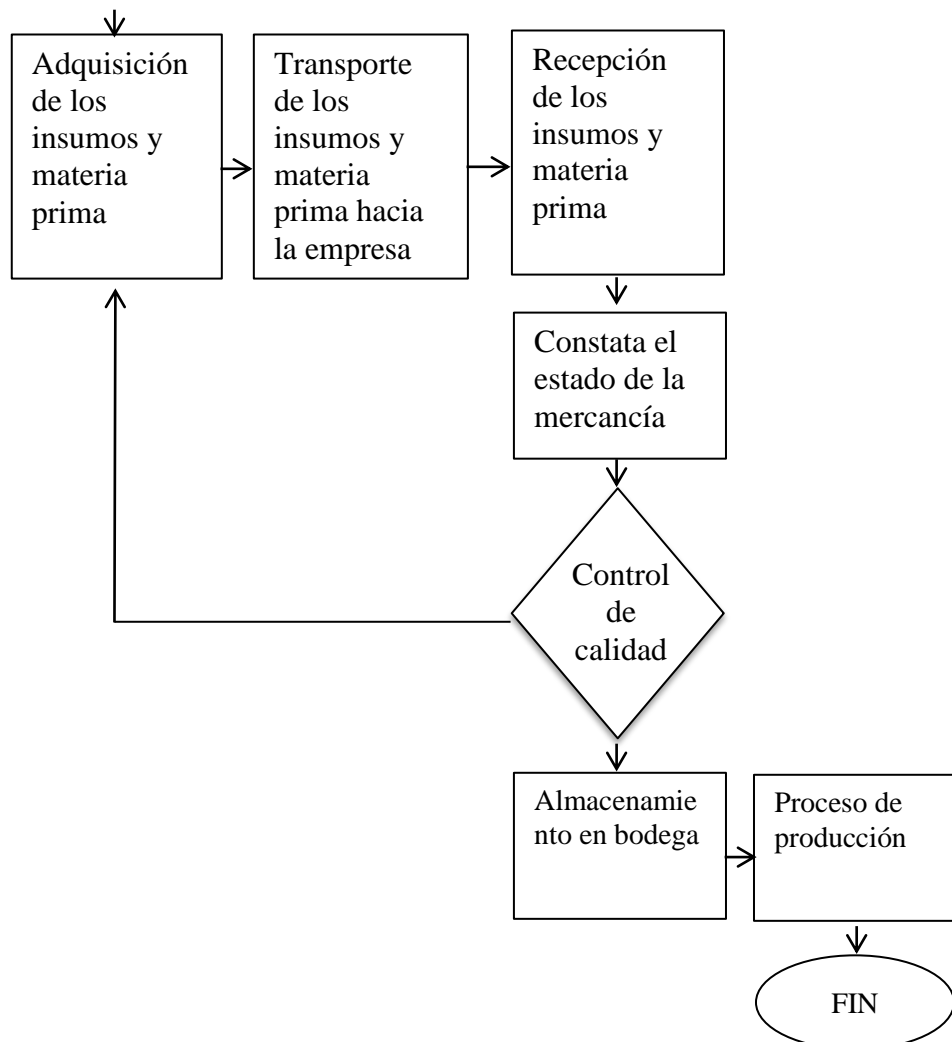 Adquisición
de los
insumos y
materia
prima
Transporte
de los
insumos y
materia
prima hacia
la empresa
Recepción
de los
insumos y
materia
prima
Constata el
estado de la
mercancía
Control
de
calidad
Almacenamie
nto en bodega
Proceso de
producción
FIN